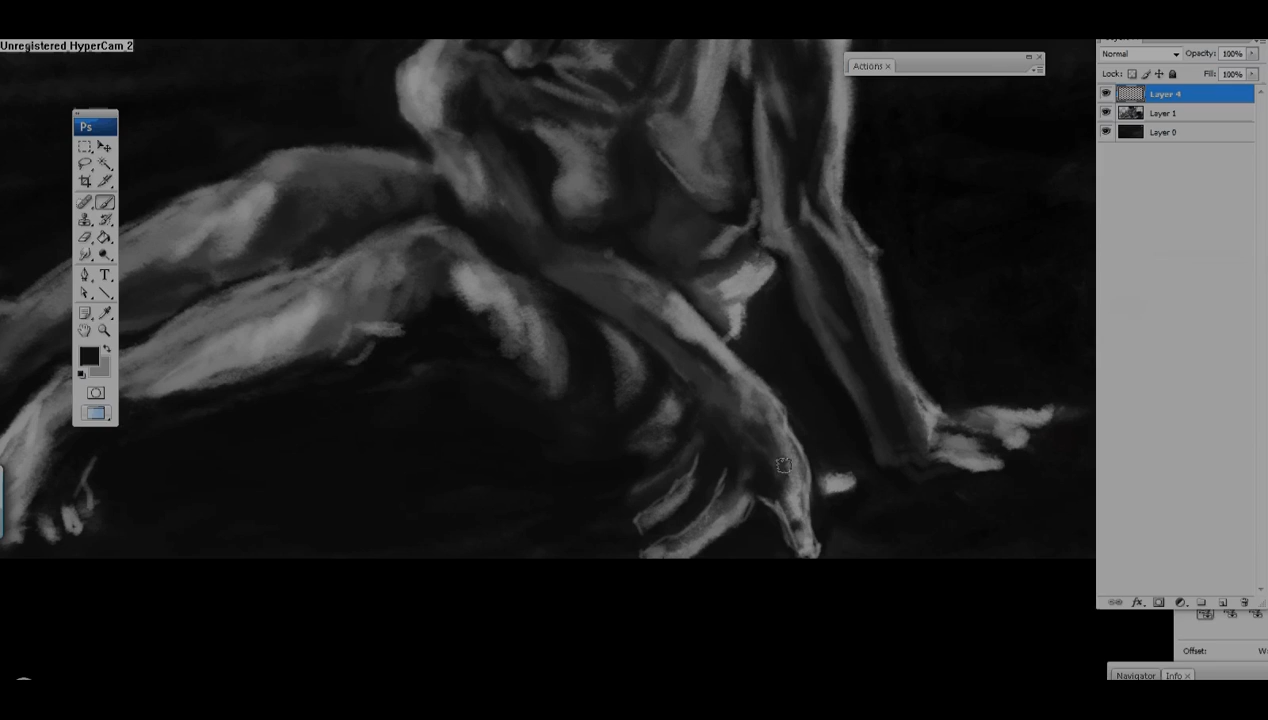 Unregistered HyperCam 2
Actions ×
Ps
T
Normal Opacity: 100%
Lock: Fill: 100%
Layer 4
Layer 1
Layer 0
fx
Offset: W
Navigator Info ×